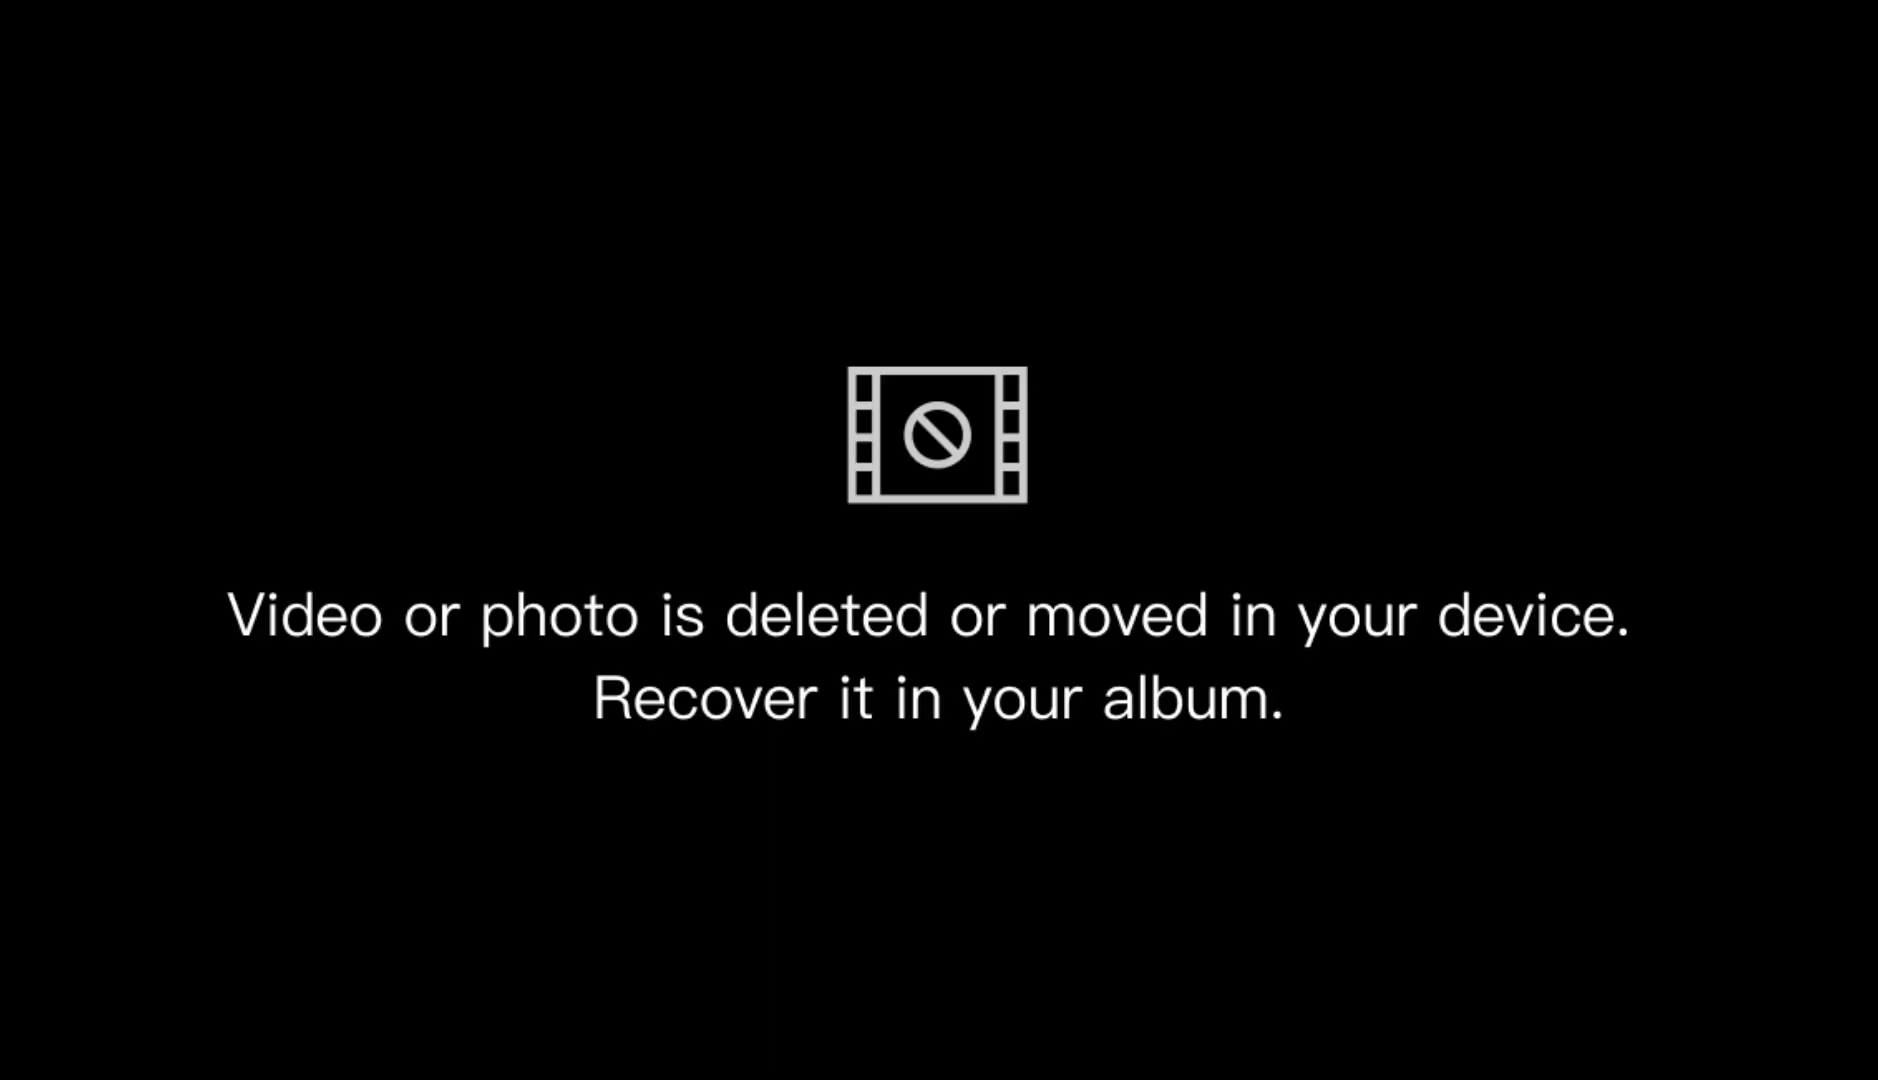 Video or photo is deleted or moved in your device.
Recover it in your album.